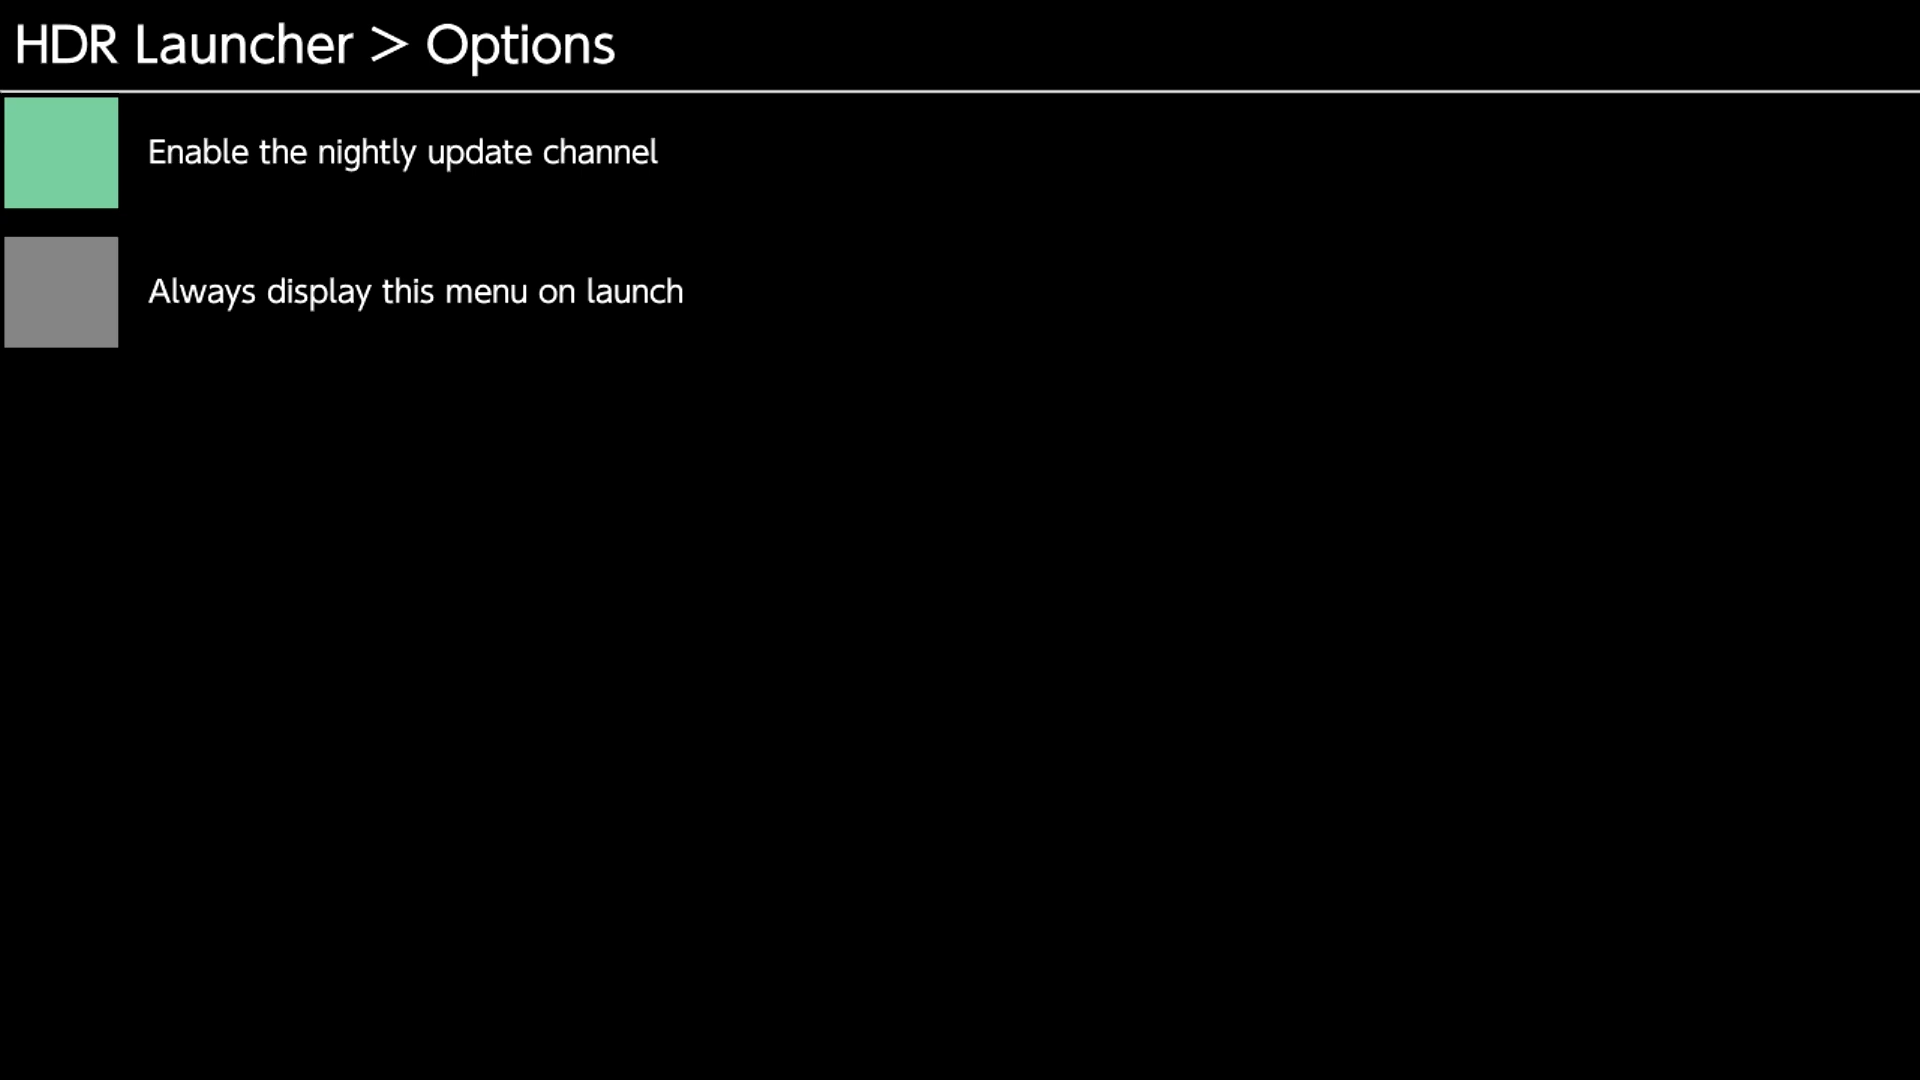 HDR Launcher > Options
Enable the nightly update channel
Always display this menu on launch